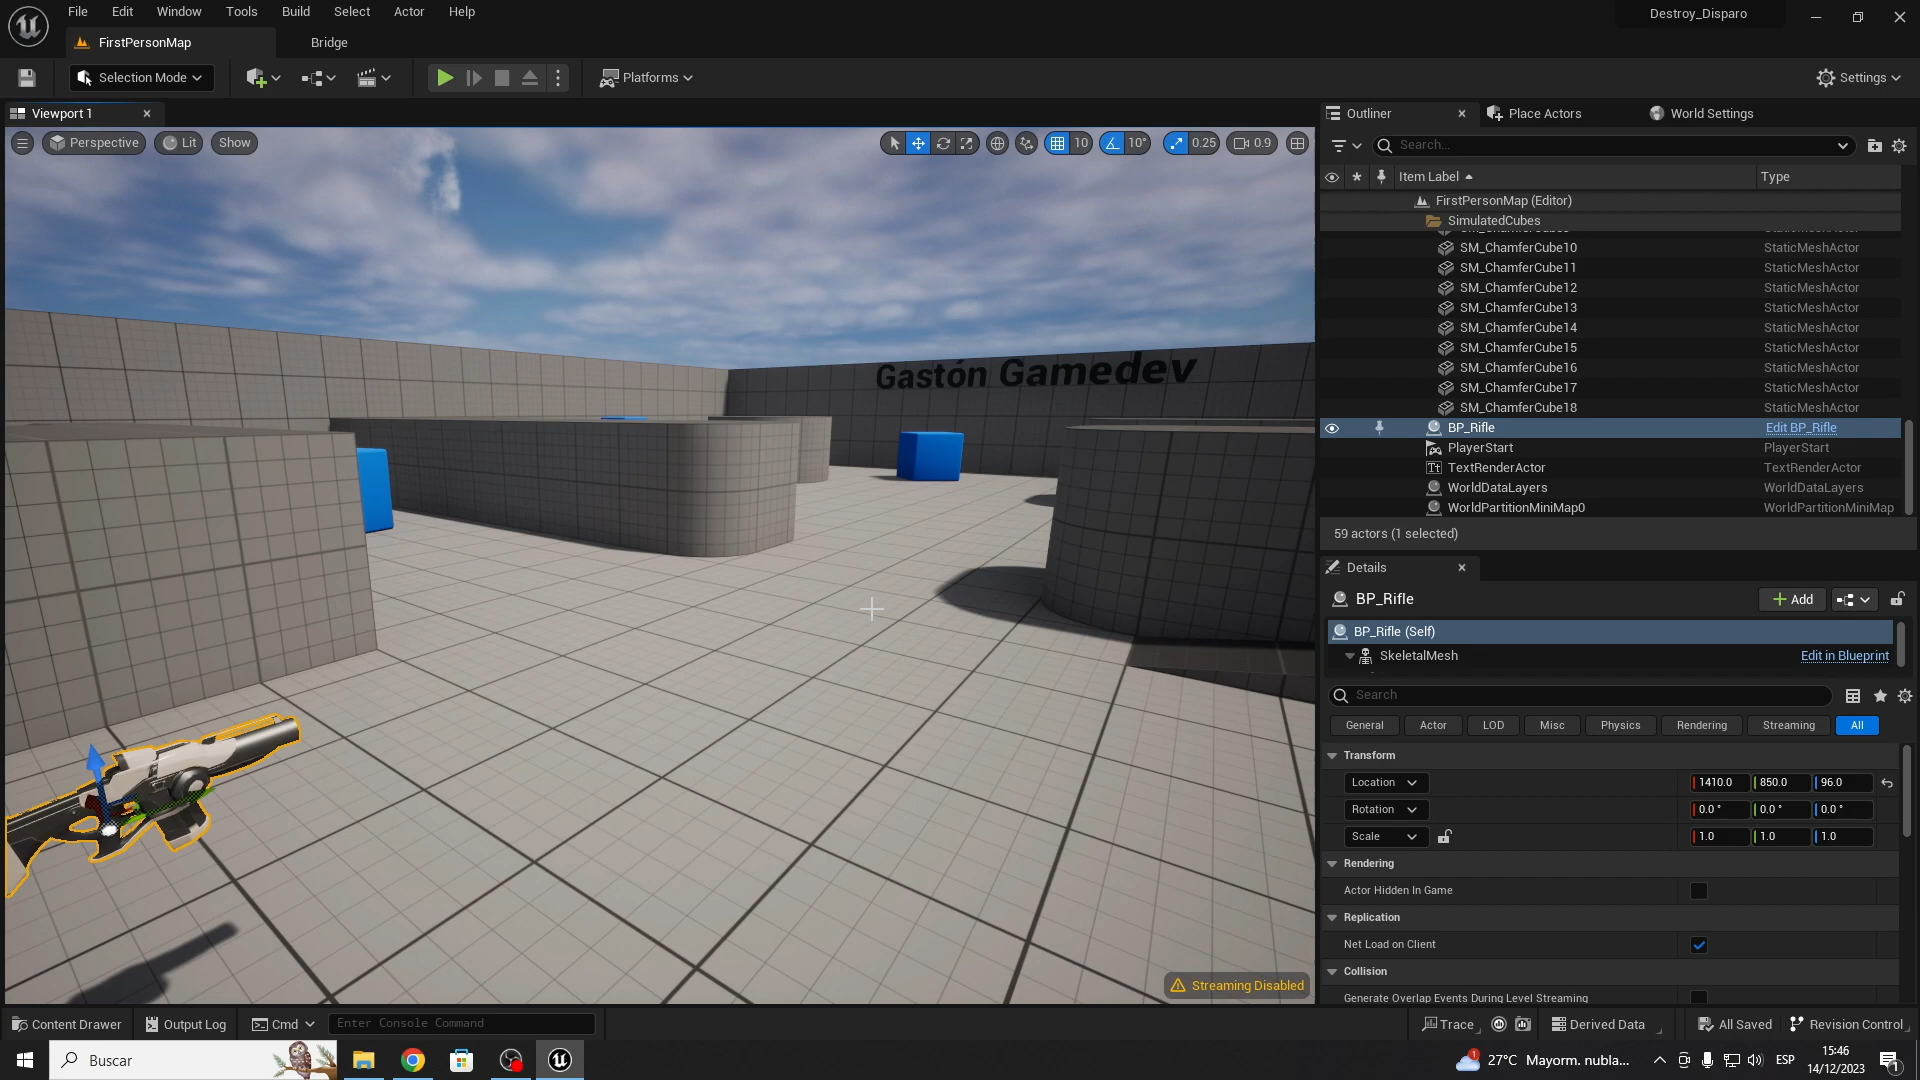 File Edit Window Tools Build Select Actor Help
Destroy_Disparo
FirstPersonMap
Bridge
Selection Mode
Platforms
Settings
Viewport 1
Perspective
Lit
Show
10
10°
0.25
0.9
Gastón Gamedev
Streaming Disabled
Outliner
Place Actors
World Settings
Search...
Item Label
Type
FirstPersonMap (Editor)
SimulatedCubes
SM_ChamferCube10 StaticMeshActor
SM_ChamferCube11 StaticMeshActor
SM_ChamferCube12 StaticMeshActor
SM_ChamferCube13 StaticMeshActor
SM_ChamferCube14 StaticMeshActor
SM_ChamferCube15 StaticMeshActor
SM_ChamferCube16 StaticMeshActor
SM_ChamferCube17 StaticMeshActor
SM_ChamferCube18 StaticMeshActor
BP_Rifle Edit BP_Rifle
PlayerStart PlayerStart
TextRenderActor TextRenderActor
WorldDataLayers WorldDataLayers
WorldPartitionMiniMap0 WorldPartitionMiniMap
59 actors (1 selected)
Details
BP_Rifle
Add
BP_Rifle (Self)
SkeletalMesh Edit in Blueprint
Search
General Actor LOD Misc Physics Rendering Streaming All
Transform
Location 1410.0 850.0 96.0
Rotation 0.0° 0.0° 0.0°
Scale 1.0 1.0 1.0
Rendering
Actor Hidden In Game
Replication
Net Load on Client
Collision
Generate Overlap Events During Level Streaming
Content Drawer
Output Log
Cmd
Enter Console Command
Trace
Derived Data
All Saved
Revision Control
Buscar
1
27°C Mayorm. nubla...
ESP
15:46
14/12/2023
1